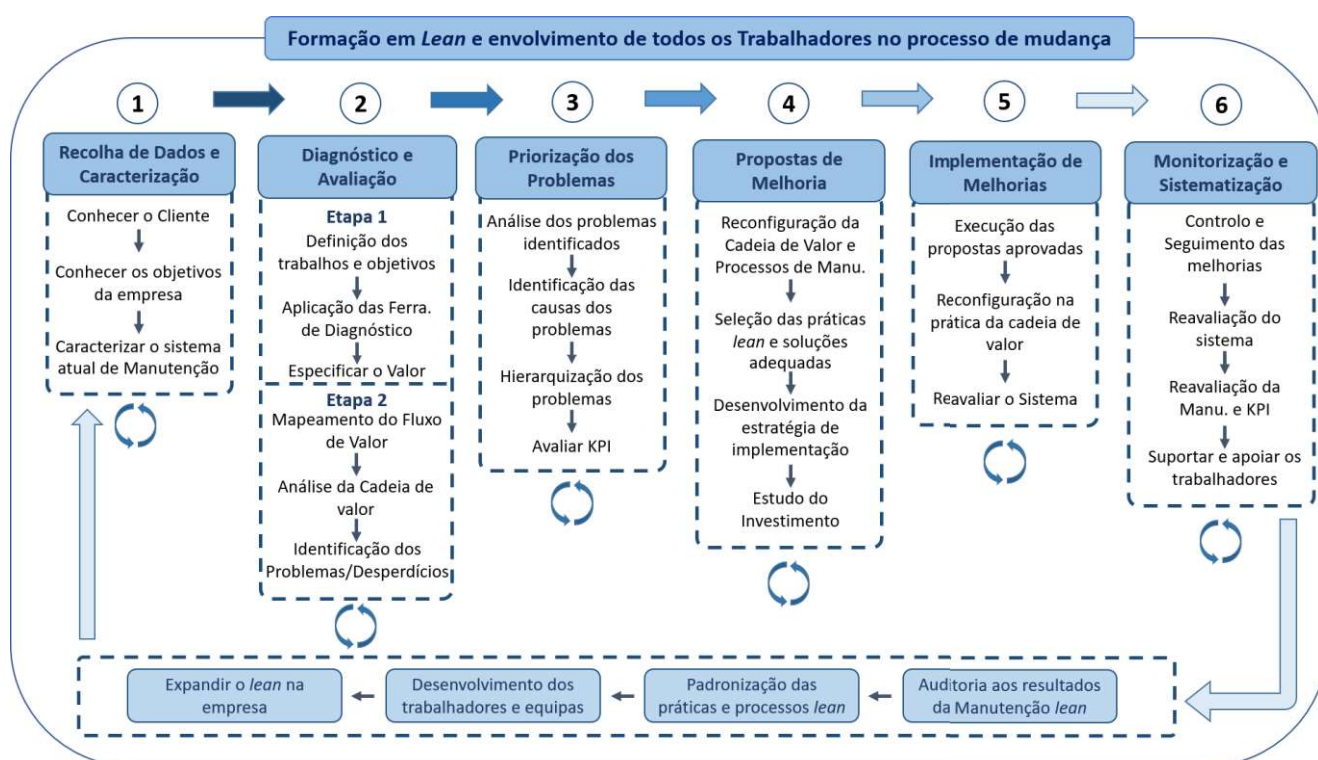 Formação em Lean e envolvimento de todos os Trabalhadores no processo de mudança
1
Recolha de Dados e
Caracterização
Conhecer o Cliente
Conhecer os objetivos
da empresa
Caracterizar o sistema
atual de Manutenção
2
Diagnóstico e
Avaliação
Etapa 1
Definição dos
trabalhos e objetivos
Aplicação das Ferra.
de Diagnóstico
Especificar o Valor
Etapa 2
Mapeamento do Fluxo
de Valor
Análise da Cadeia de
valor
Identificação dos
Problemas/Desperdícios
3
Priorização dos
Problemas
Análise dos problemas
identificados
Identificação das
causas dos
problemas
Hierarquização dos
problemas
Avaliar KPI
4
Propostas de
Melhoria
Reconfiguração da
Cadeia de Valor e
Processos de Manu.
Seleção das práticas
lean e soluções
adequadas
Desenvolvimento da
estratégia de
implementação
Estudo do
Investimento
5
Implementação de
Melhorias
Execução das
propostas aprovadas
Reconfiguração na
prática da cadeia de
valor
Reavaliar o Sistema
6
Monitorização e
Sistematização
Controlo e
Seguimento das
melhorias
Reavaliação do
sistema
Reavaliação da
Manu. e KPI
Suportar e apoiar os
trabalhadores
Expandir o lean na
empresa
Desenvolvimento dos
trabalhadores e equipas
Padronização das
práticas e processos lean
Auditoria aos resultados
da Manutenção lean